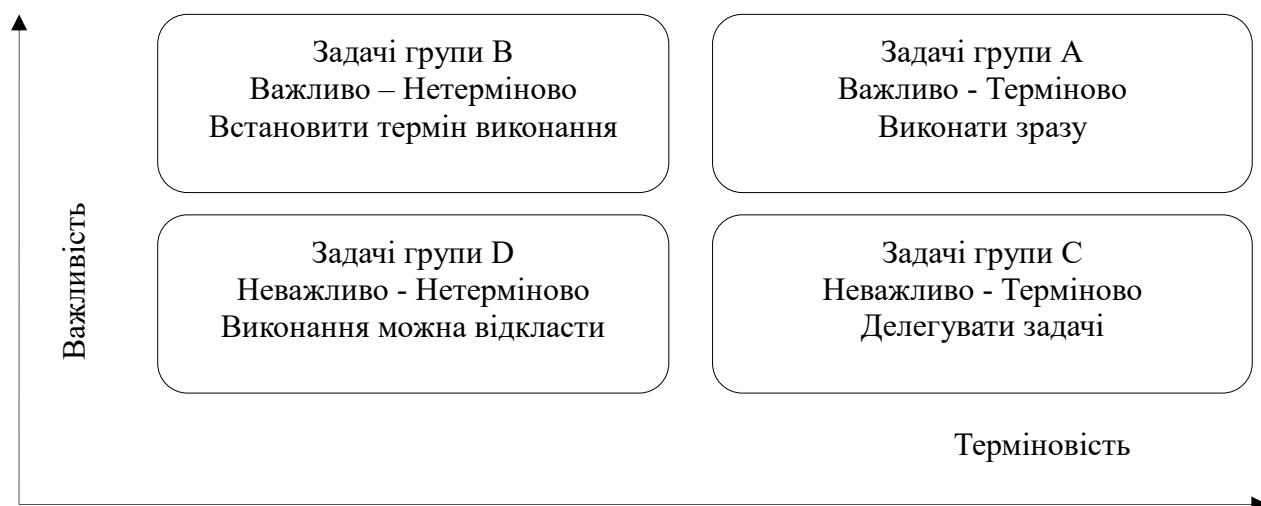 Задачі групи B
Важливо – Нетерміново
Встановити термін виконання
Задачі групи A
Важливо - Терміново
Виконати зразу
Важливість
Задачі групи D
Неважливо - Нетерміново
Виконання можна відкласти
Задачі групи C
Неважливо - Терміново
Делегувати задачі
Терміновість